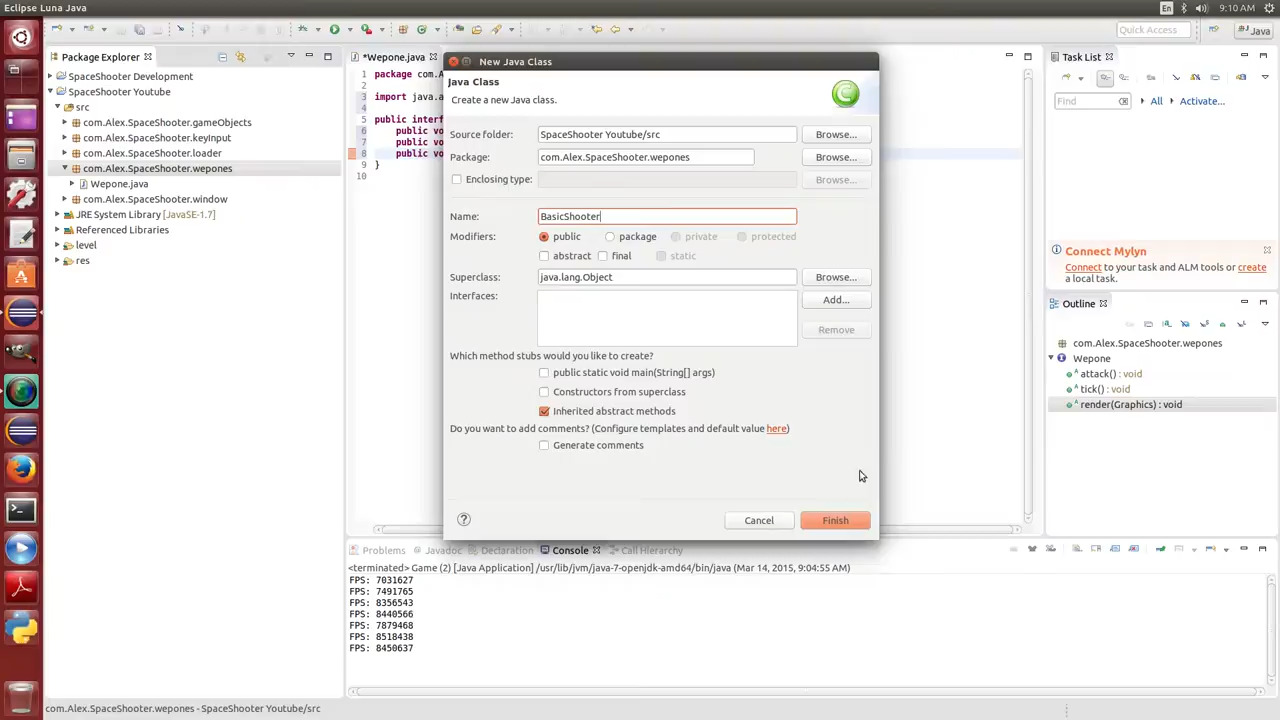 Eclipse Luna Java
En
9:10 AM
Quick Access
Java
Package Explorer
SpaceShooter Development
SpaceShooter Youtube
src
com.Alex.SpaceShooter.gameObjects
com.Alex.SpaceShooter.keyInput
com.Alex.SpaceShooter.loader
com.Alex.SpaceShooter.wepones
Wepone.java
com.Alex.SpaceShooter.window
JRE System Library [JavaSE-1.7]
Referenced Libraries
level
res
*Wepone.java
1 package com.A
2
3 import java.a
4
5 public interf
6 public vo
7 public vo
8 public vo
9 }
10
New Java Class
Java Class
Create a new Java class.
Source folder: SpaceShooter Youtube/src Browse...
Package: com.Alex.SpaceShooter.wepones Browse...
Enclosing type: Browse...
Name: BasicShooter
Modifiers: public package private protected
abstract final static
Superclass: java.lang.Object Browse...
Interfaces: Add...
Remove
Which method stubs would you like to create?
public static void main(String[] args)
Constructors from superclass
Inherited abstract methods
Do you want to add comments? (Configure templates and default value here)
Generate comments
? Cancel Finish
Task List
Find All Activate...
Connect Mylyn
Connect to your task and ALM tools or create
a local task.
Outline
com.Alex.SpaceShooter.wepones
Wepone
attack() : void
tick() : void
render(Graphics) : void
Problems Javadoc Declaration Console Call Hierarchy
<terminated> Game (2) [Java Application] /usr/lib/jvm/java-7-openjdk-amd64/bin/java (Mar 14, 2015, 9:04:55 AM)
FPS: 7031627
FPS: 7491765
FPS: 8356543
FPS: 8440566
FPS: 7879468
FPS: 8518438
FPS: 8450637
com.Alex.SpaceShooter.wepones - SpaceShooter Youtube/src